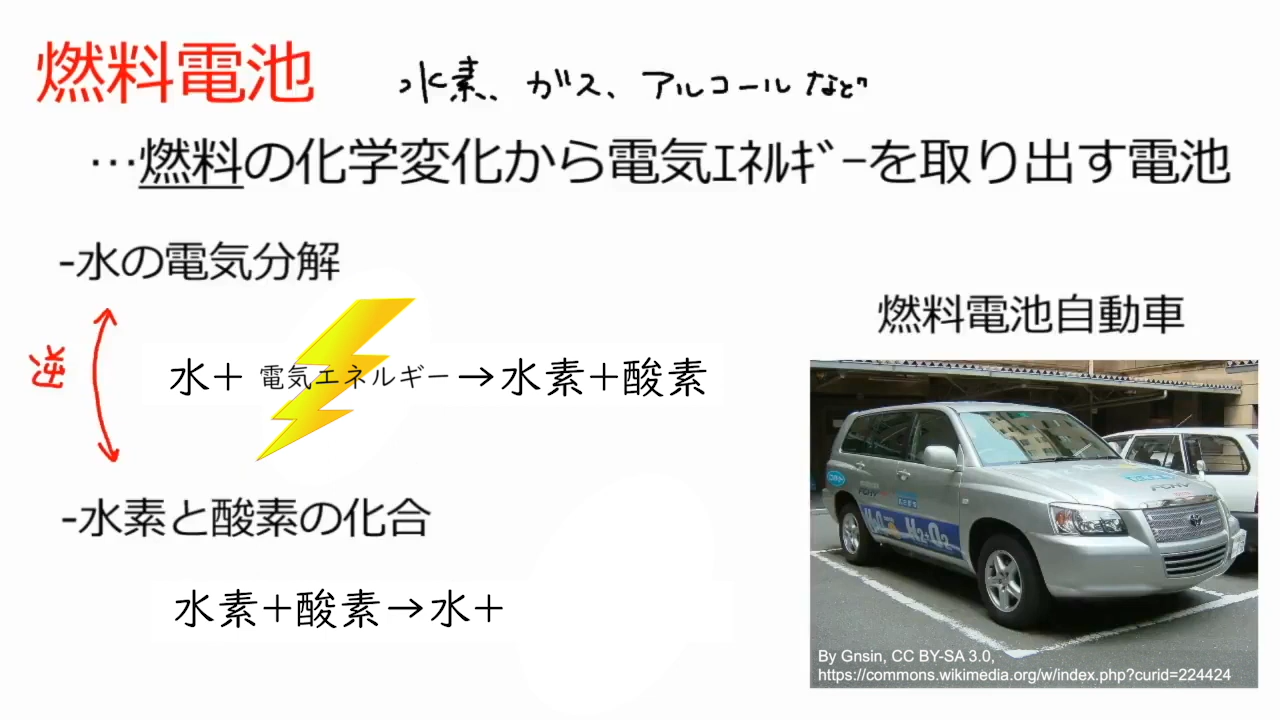 燃料電池
水素、ガス、アルコールなど
…燃料の化学変化から電気ｴﾈﾙｷﾞｰを取り出す電池
-水の電気分解
燃料電池自動車
逆
水＋電気エネルギー→水素＋酸素
-水素と酸素の化合
水素＋酸素→水＋
By Gnsin, CC BY-SA 3.0,
https://commons.wikimedia.org/w/index.php?curid=224424